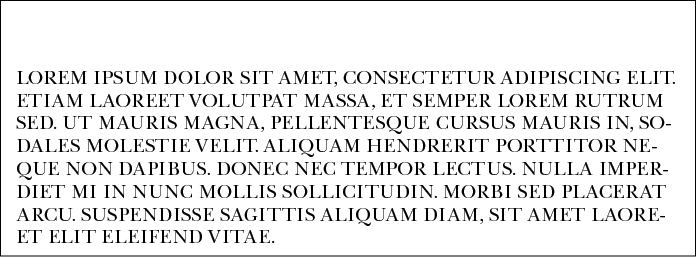 LOREM IPSUM DOLOR SIT AMET, CONSECTETUR ADIPISCING ELIT.
ETIAM LAOREET VOLUTPAT MASSA, ET SEMPER LOREM RUTRUM
SED. UT MAURIS MAGNA, PELLENTESQUE CURSUS MAURIS IN, SO-
DALES MOLESTIE VELIT. ALIQUAM HENDRERIT PORTTITOR NE-
QUE NON DAPIBUS. DONEC NEC TEMPOR LECTUS. NULLA IMPER-
DIET MI IN NUNC MOLLIS SOLLICITUDIN. MORBI SED PLACERAT
ARCU. SUSPENDISSE SAGITTIS ALIQUAM DIAM, SIT AMET LAORE-
ET ELIT ELEIFEND VITAE.